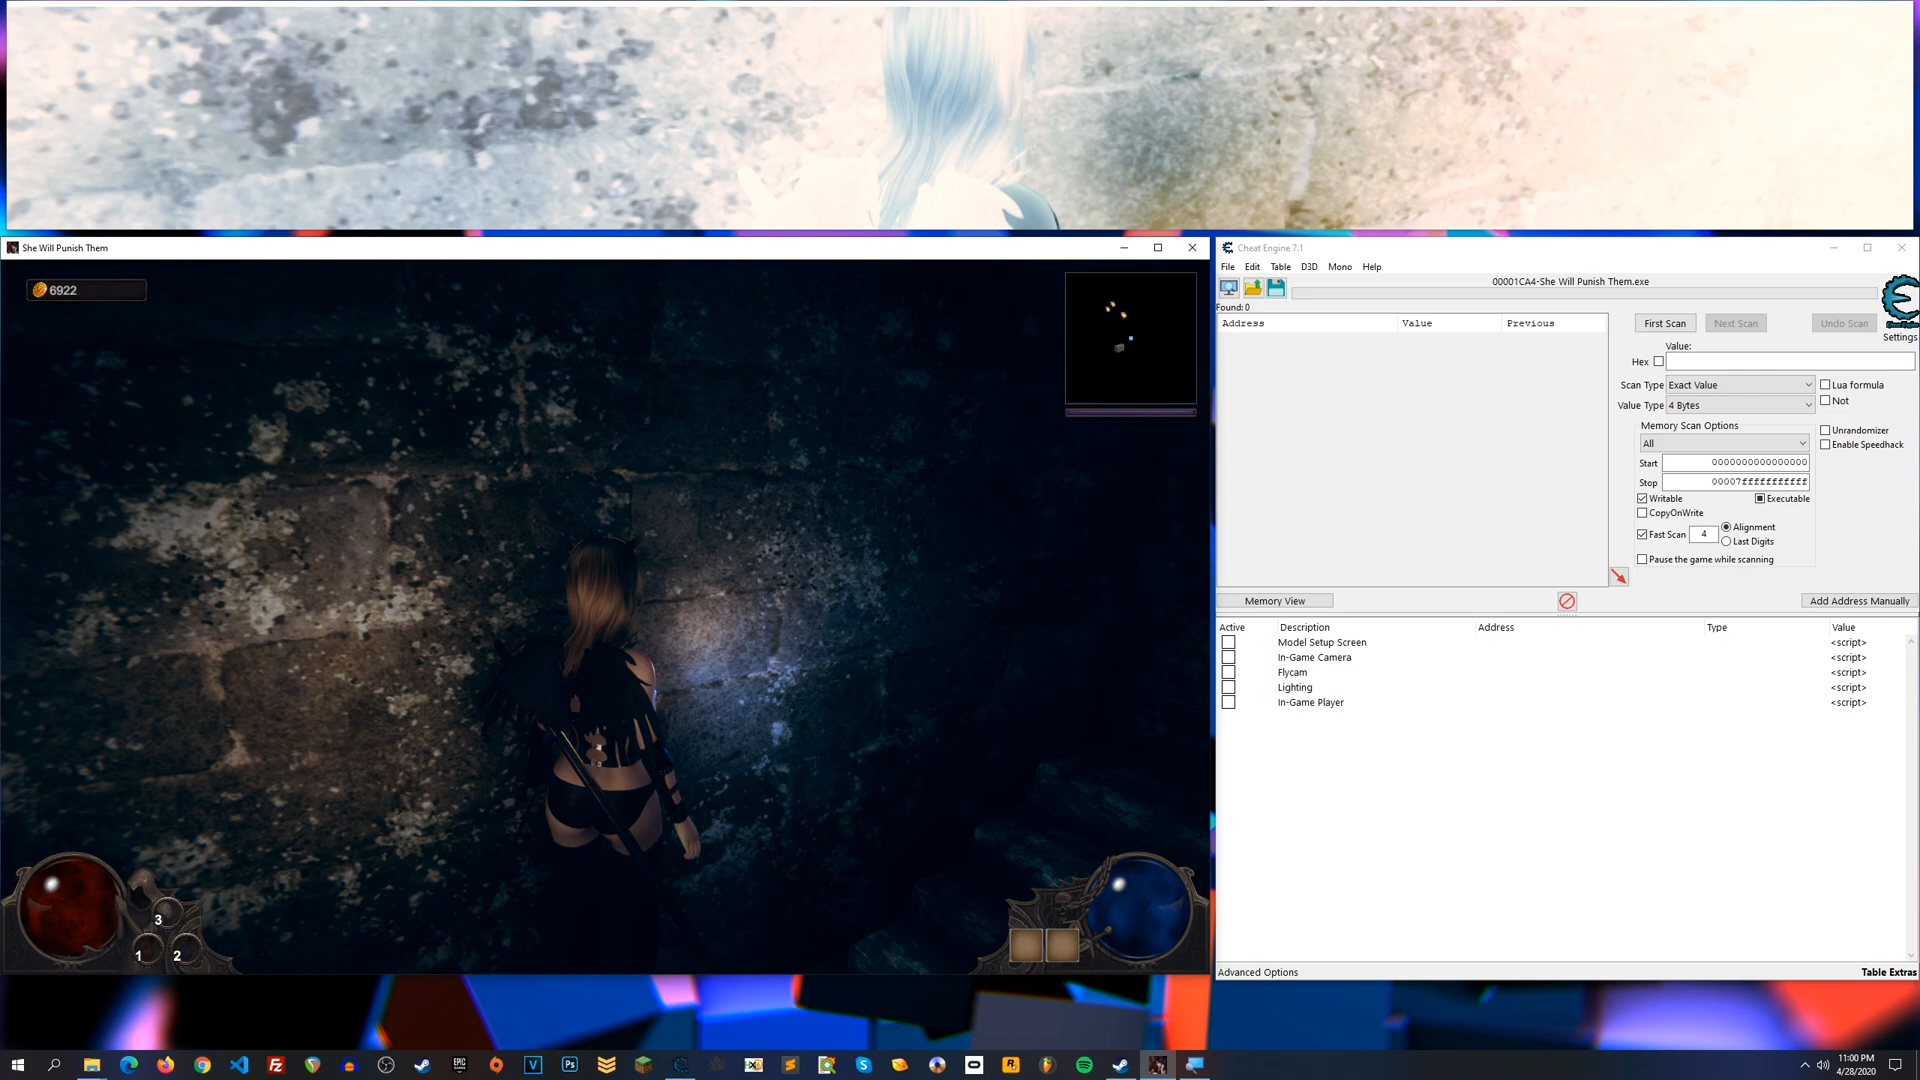 She Will Punish Them
6922
3
1
2
Cheat Engine 7.1
File Edit Table D3D Mono Help
00001CA4-She Will Punish Them.exe
Found: 0
Address Value Previous
First Scan Next Scan Undo Scan
Settings
Value:
Hex
Scan Type Exact Value
Lua formula
Not
Value Type 4 Bytes
Memory Scan Options
All
Unrandomizer
Enable Speedhack
Start 0000000000000000
Stop 00007fffffffffff
Writable Executable
CopyOnWrite
Fast Scan 4 Alignment
Last Digits
Pause the game while scanning
Memory View
Add Address Manually
Active Description Address Type Value
Model Setup Screen <script>
In-Game Camera <script>
Flycam <script>
Lighting <script>
In-Game Player <script>
Advanced Options
Table Extras
EPIC
V
Ps
11:00 PM
4/28/2020